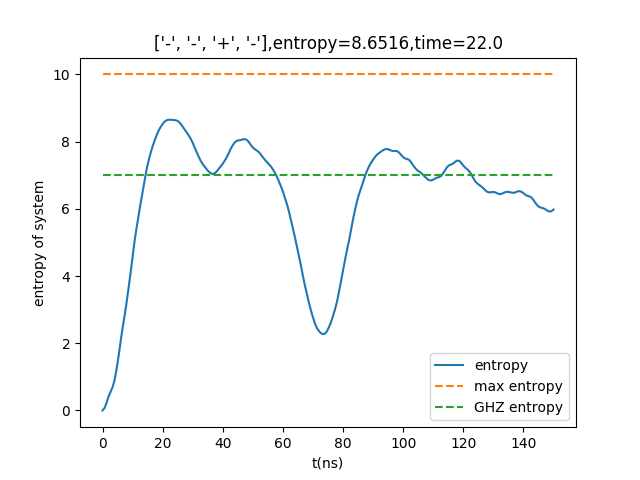 ['-', '-', '+', '-'],entropy=8.6516,time=22.0
entropy of system
10
8
6
4
2
0
0 20 40 60 80 100 120 140
t(ns)
entropy
max entropy
GHZ entropy